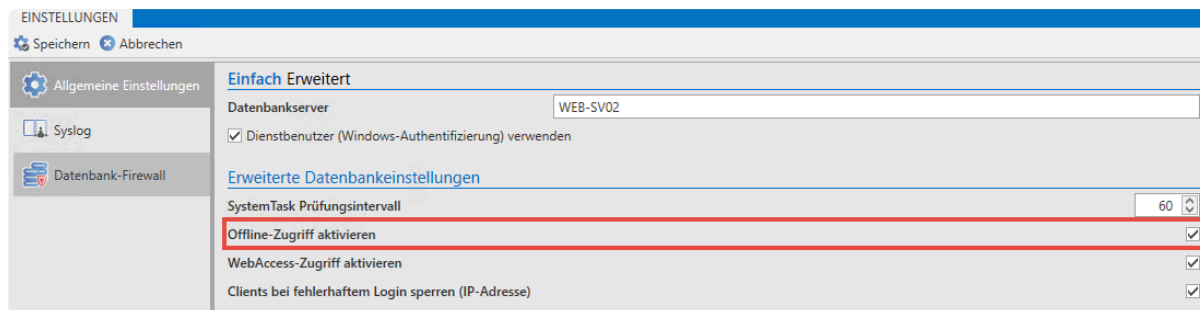 EINSTELLUNGEN
Speichern Abbrechen
Allgemeine Einstellungen
Syslog
Datenbank-Firewall
Einfach Erweitert
Datenbankserver WEB-SV02
Dienstbenutzer (Windows-Authentifizierung) verwenden
Erweiterte Datenbankeinstellungen
SystemTask Prüfungsintervall 60
Offline-Zugriff aktivieren
WebAccess-Zugriff aktivieren
Clients bei fehlerhaftem Login sperren (IP-Adresse)